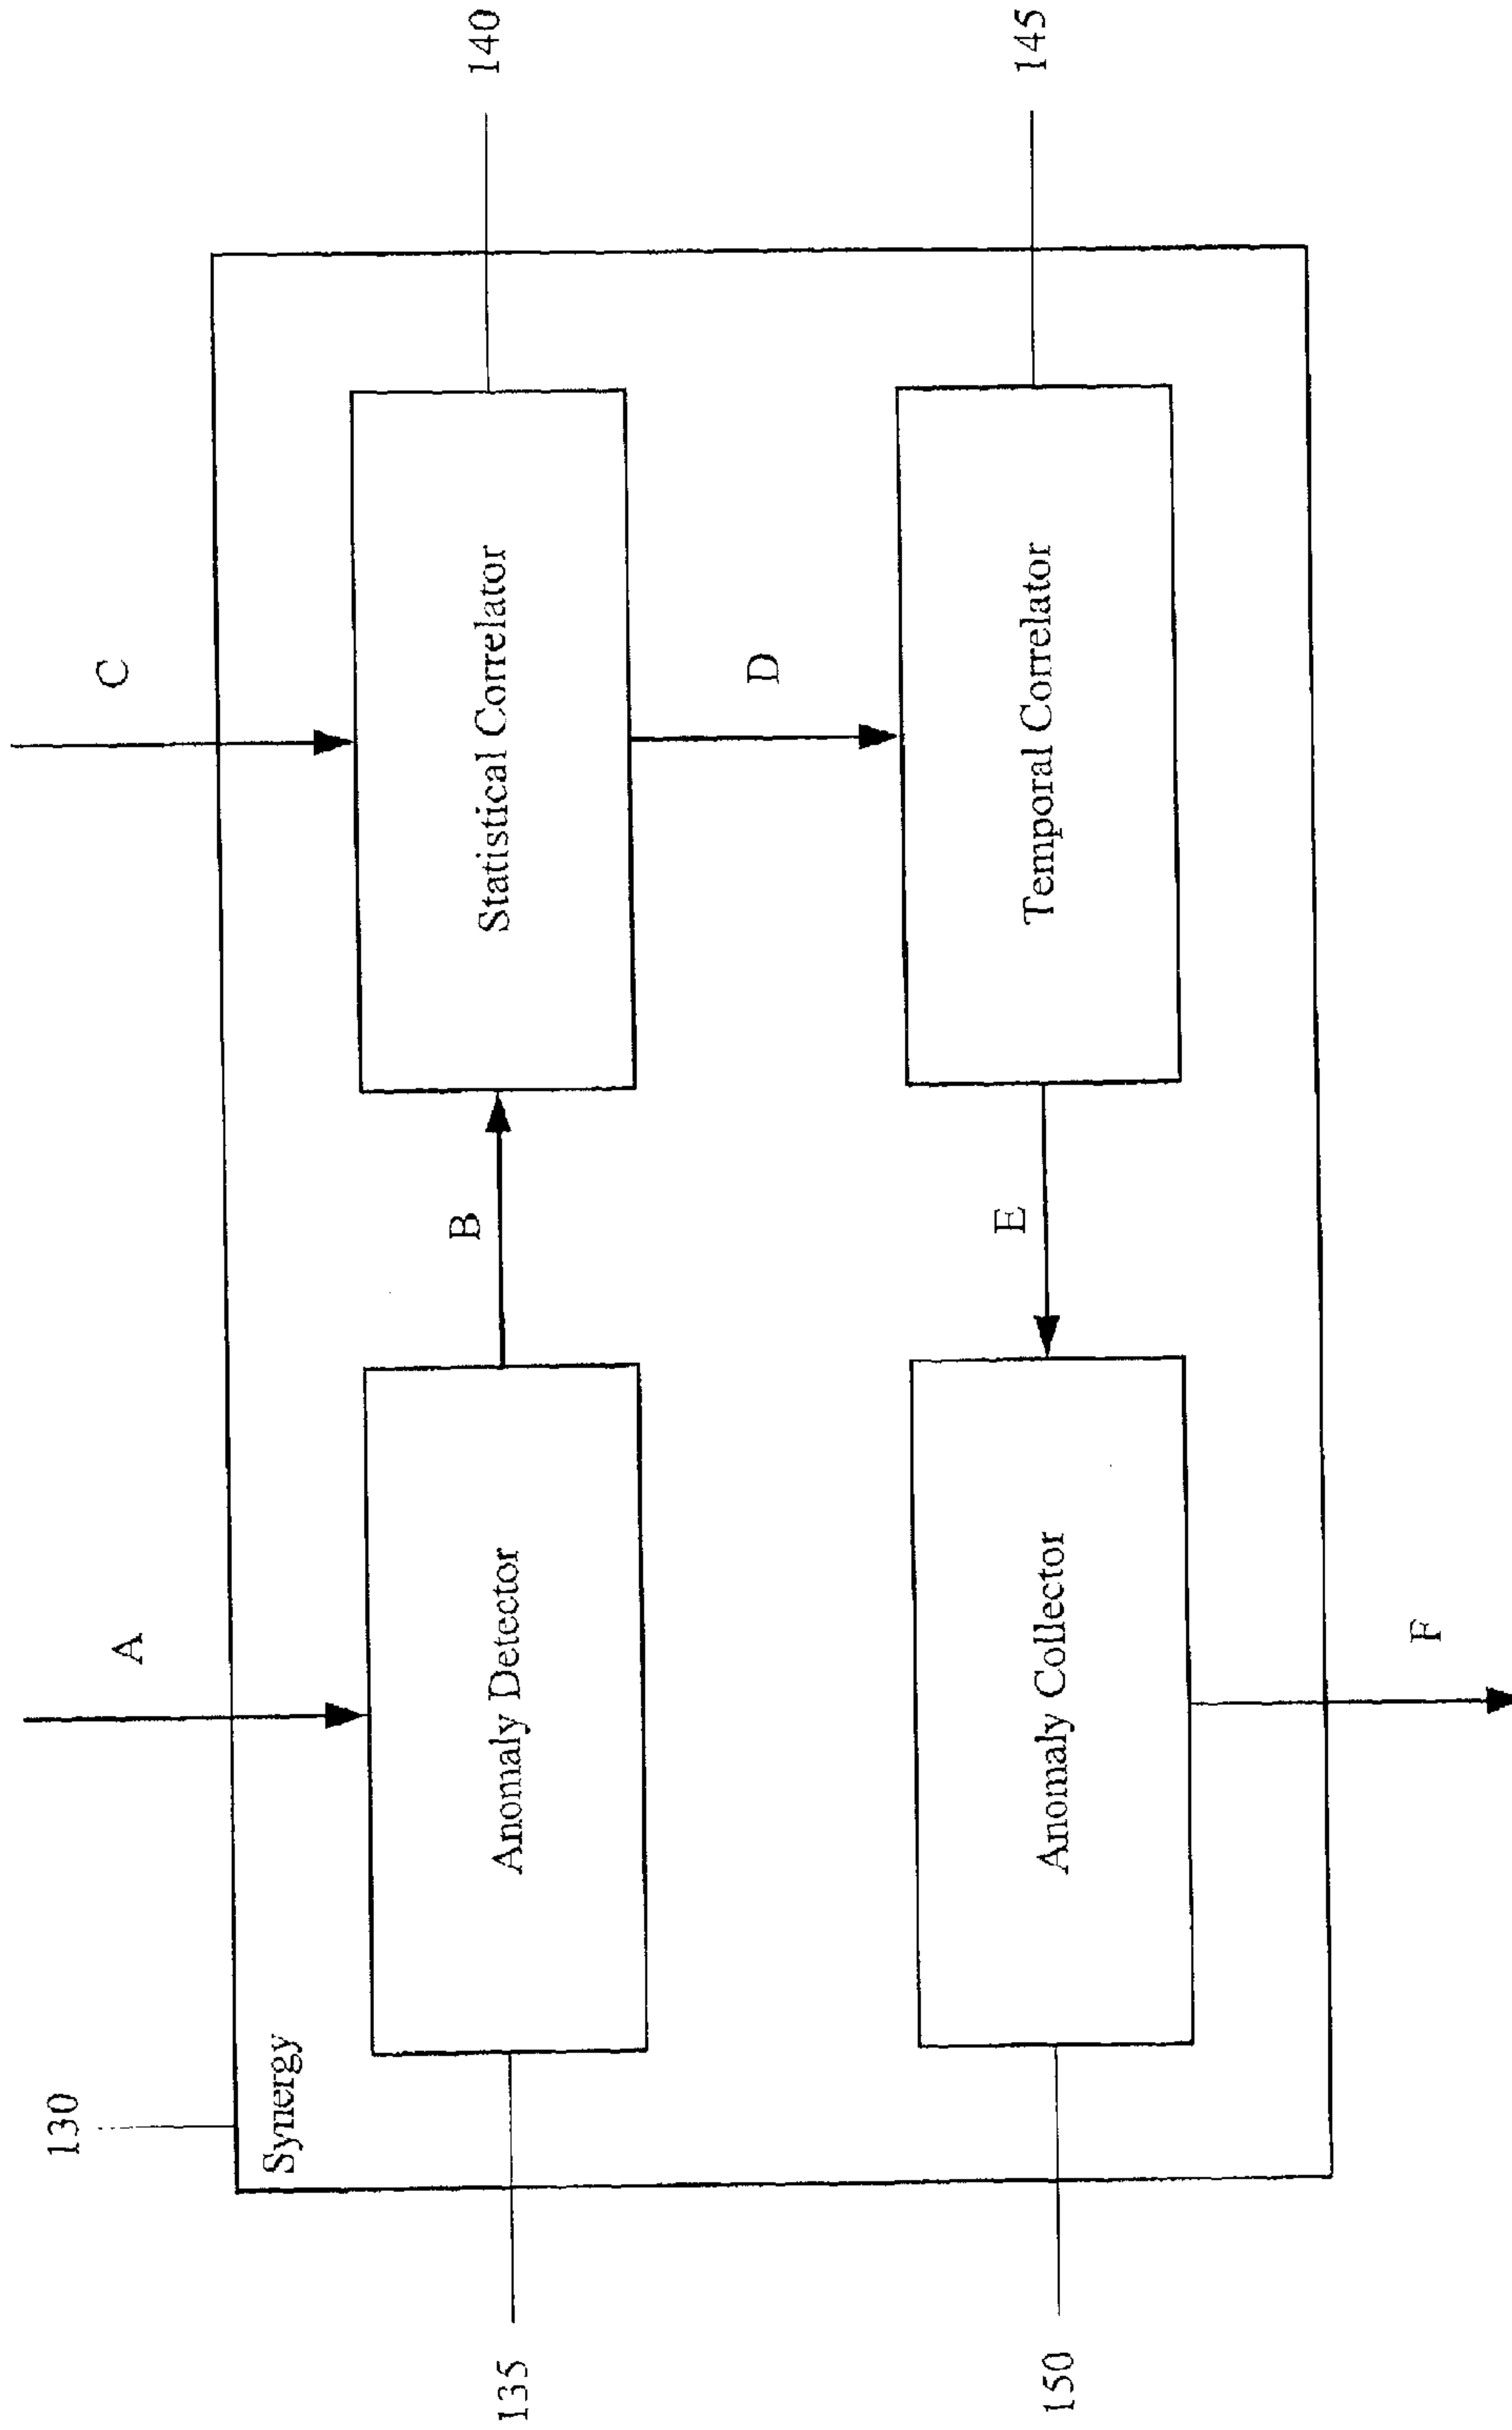 130
Synergy
A
C
135
Anomaly Detector
B
Statistical Correlator
140
D
150
Anomaly Collector
E
Temporal Correlator
145
F